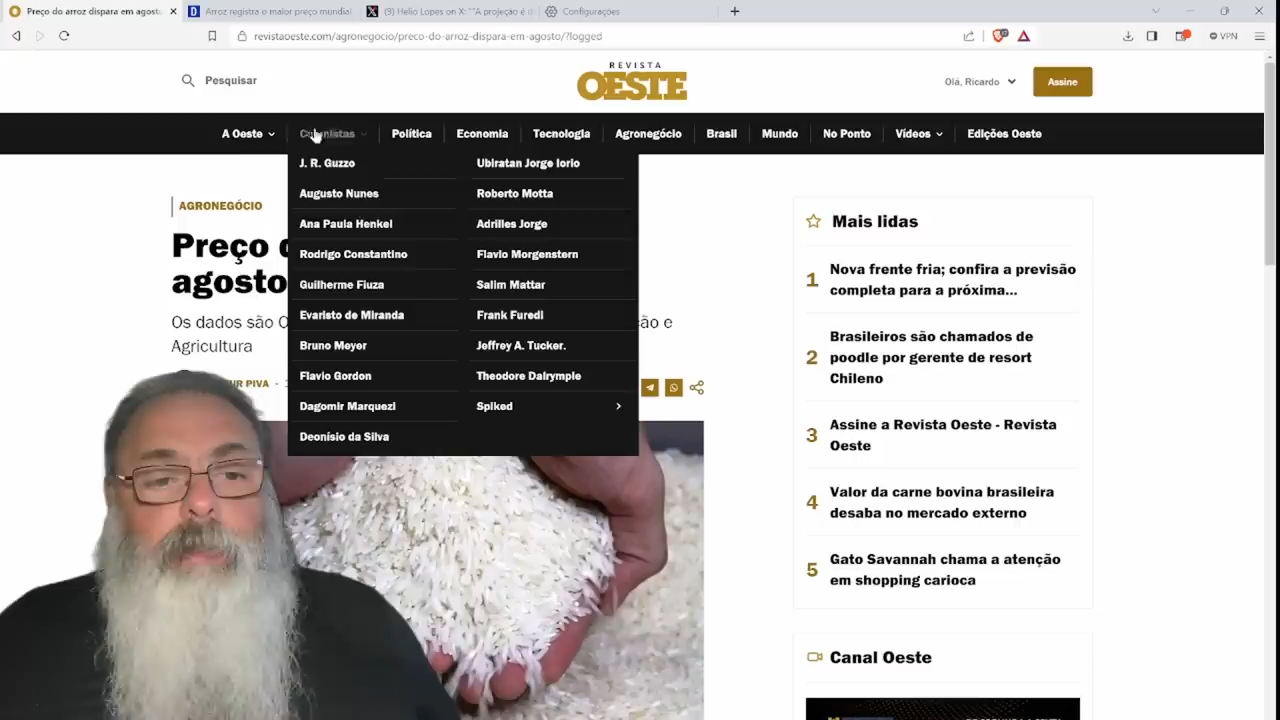 Preço do arroz dispara em agosto
Arroz registra o maior preço mundial
(9) Helio Lopes on X: ""A projeção é d
Configurações
revistaoeste.com/agronegocio/preco-do-arroz-dispara-em-agosto/?logged
VPN
Pesquisar
REVISTA
OESTE
Olá, Ricardo
Assine
A Oeste
Colunistas
Política
Economia
Tecnologia
Agronegócio
Brasil
Mundo
No Ponto
Vídeos
Edições Oeste
J. R. Guzzo
Augusto Nunes
Ana Paula Henkel
Rodrigo Constantino
Guilherme Fiuza
Evaristo de Miranda
Bruno Meyer
Flavio Gordon
Dagomir Marquezi
Deonísio da Silva
Ubiratan Jorge Iorio
Roberto Motta
Adrilles Jorge
Flavio Morgenstern
Salim Mattar
Frank Furedi
Jeffrey A. Tucker.
Theodore Dalrymple
Spiked
AGRONEGÓCIO
Preço
agosto
Os dados são
ão e
Agricultura
UR PIVA -
Mais lidas
1
Nova frente fria; confira a previsão
completa para a próxima...
2
Brasileiros são chamados de
poodle por gerente de resort
Chileno
3
Assine a Revista Oeste - Revista
Oeste
4
Valor da carne bovina brasileira
desaba no mercado externo
5
Gato Savannah chama a atenção
em shopping carioca
Canal Oeste